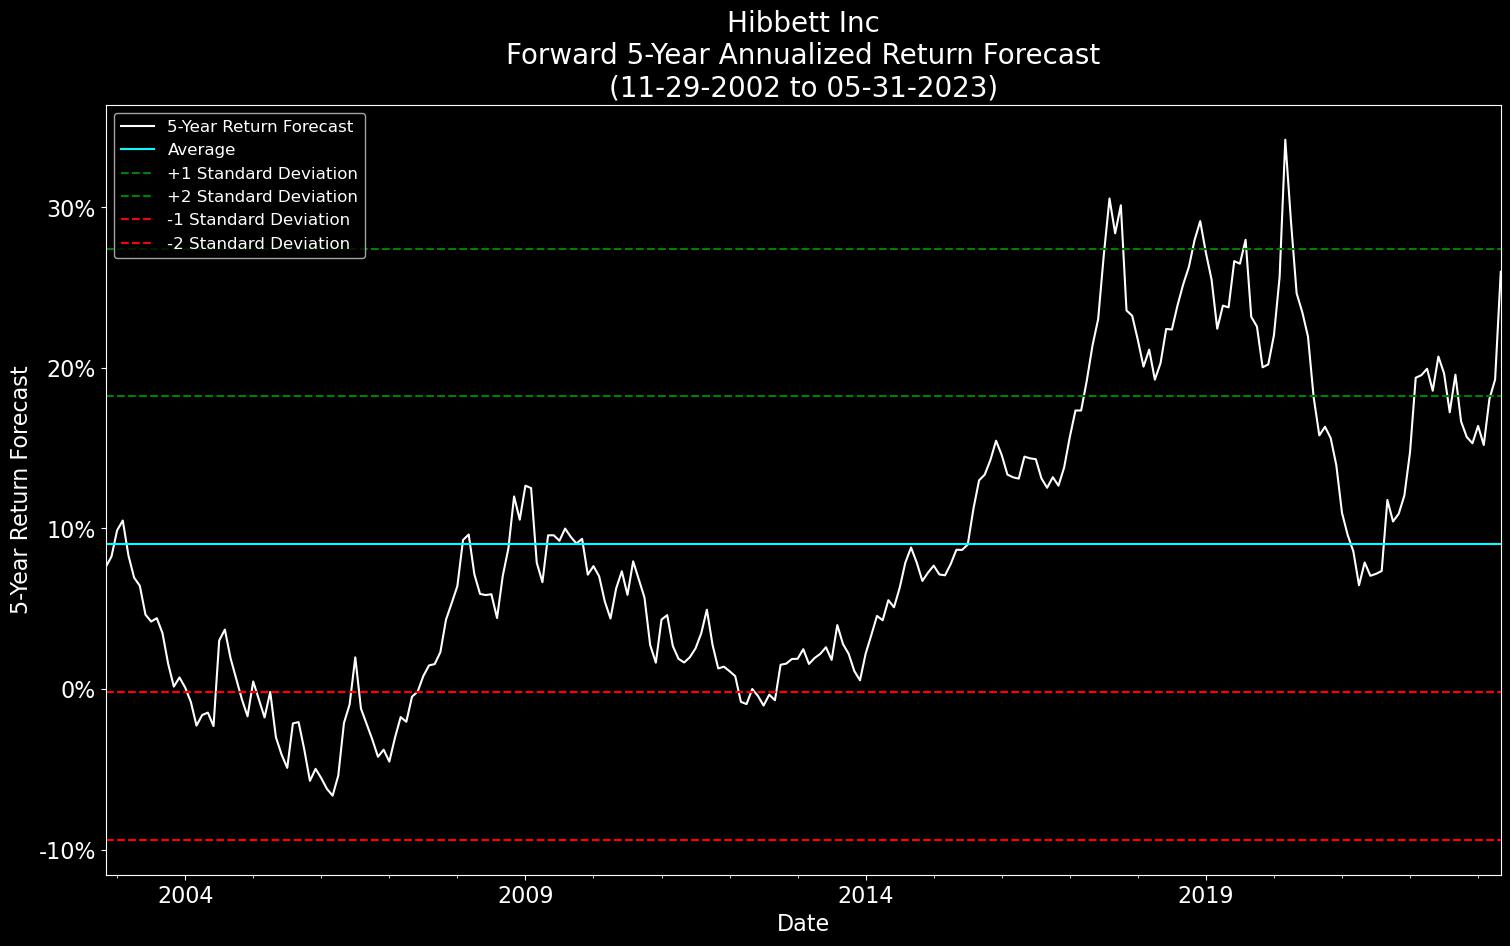 Hibbett Inc
Forward 5-Year Annualized Return Forecast
(11-29-2002 to 05-31-2023)
5-Year Return Forecast
Average
+1 Standard Deviation
+2 Standard Deviation
-1 Standard Deviation
-2 Standard Deviation
30%
20%
10%
0%
-10%
5-Year Return Forecast
2004
2009
2014
2019
Date